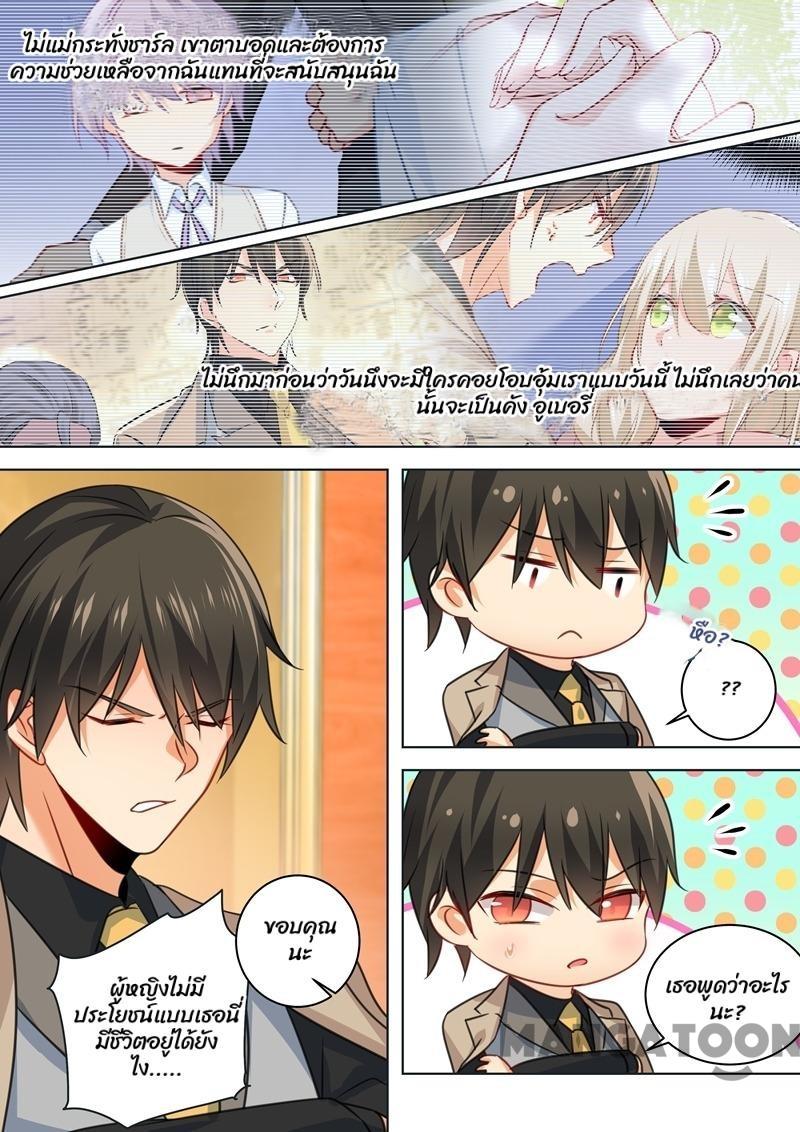 ไม่แม่กระทั่งชาร์ล เขาตาบอดและต้องการ
ความช่วยเหลือจากฉันแทนที่จะสนับสนุนฉัน
ไม่นึกมาก่อนว่าวันนึงจะมีใครคอยโอบอุ้มเราแบบวันนี้ ไม่นึกเลยว่าคน
นั้นจะเป็นคัง อูเบอรี่
หือ?
??
ขอบคุณ
นะ
ผู้หญิงไม่มี
ประโยชน์แบบเธอนี่
มีชีวิตอยู่ได้ยัง
ไง.....
เธอพูดว่าอะไร
นะ?
MANGATOON